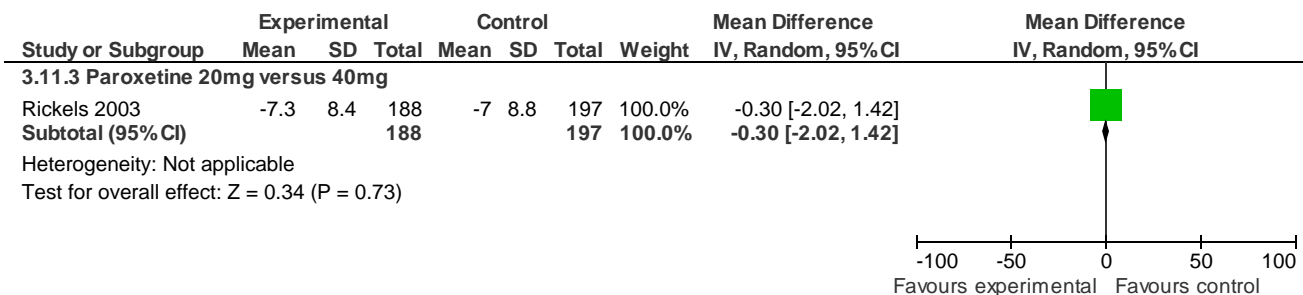 Experimental Control Mean Difference Mean Difference
Study or Subgroup Mean SD Total Mean SD Total Weight IV, Random, 95% CI IV, Random, 95% CI
3.11.3 Paroxetine 20mg versus 40mg
Rickels 2003 -7.3 8.4 188 -7 8.8 197 100.0% -0.30 [-2.02, 1.42]
Subtotal (95% CI) 188 197 100.0% -0.30 [-2.02, 1.42]
Heterogeneity: Not applicable
Test for overall effect: Z = 0.34 (P = 0.73)
-100 -50 0 50 100
Favours experimental Favours control